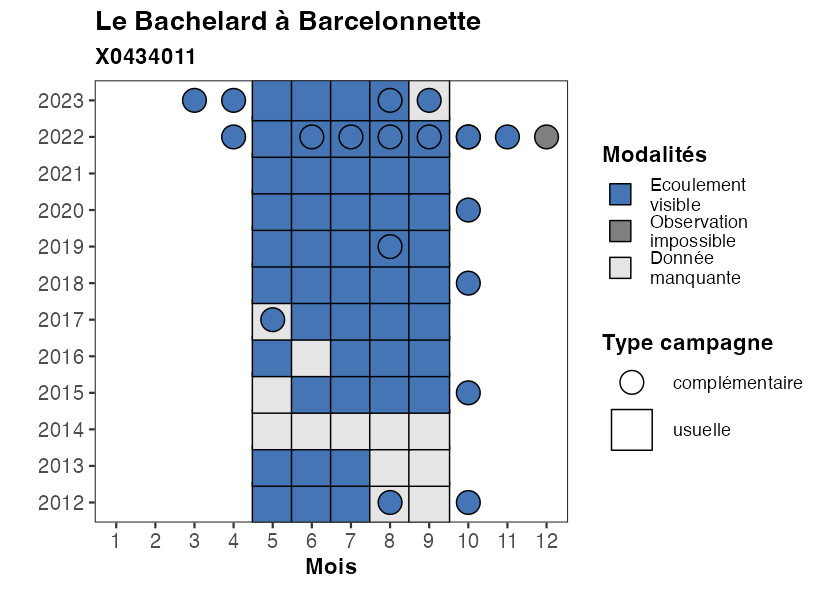 Le Bachelard à Barcelonnette
X0434011
2023
2022
2021
2020
2019
2018
2017
2016
2015
2014
2013
2012
1 2 3 4 5 6 7 8 9 10 11 12
Mois
Modalités
Ecoulement
visible
Observation
impossible
Donnée
manquante
Type campagne
complémentaire
usuelle